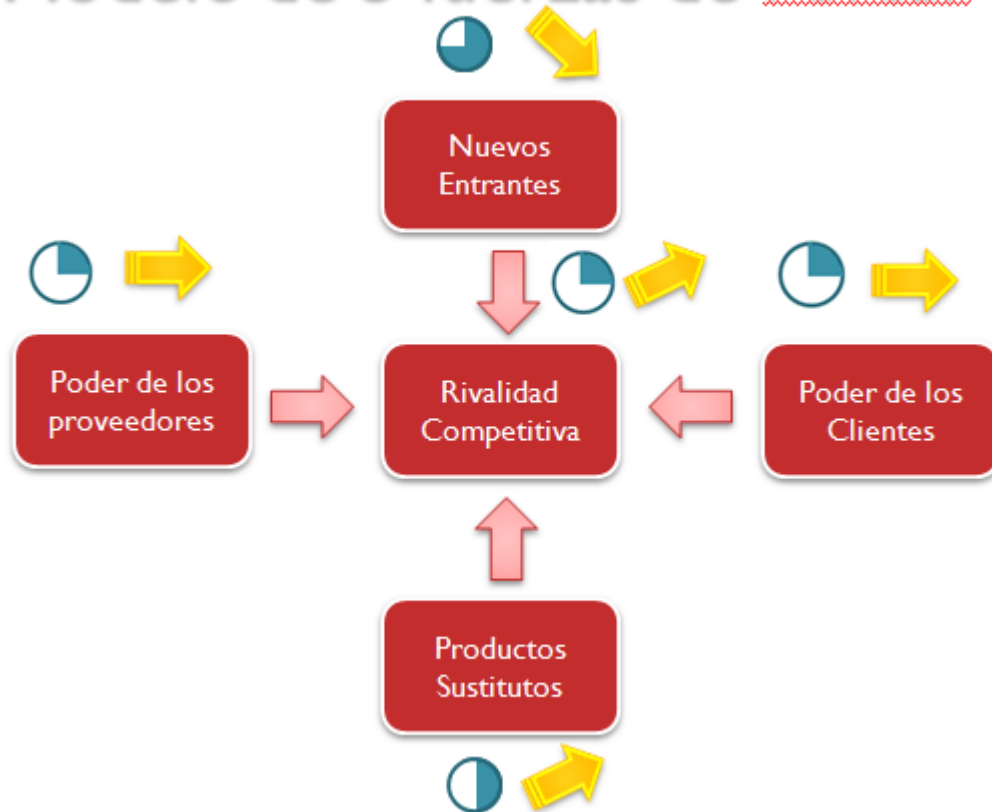 Nuevos
Entrantes
Poder de los
proveedores
Rivalidad
Competitiva
Poder de los
Clientes
Productos
Sustitutos